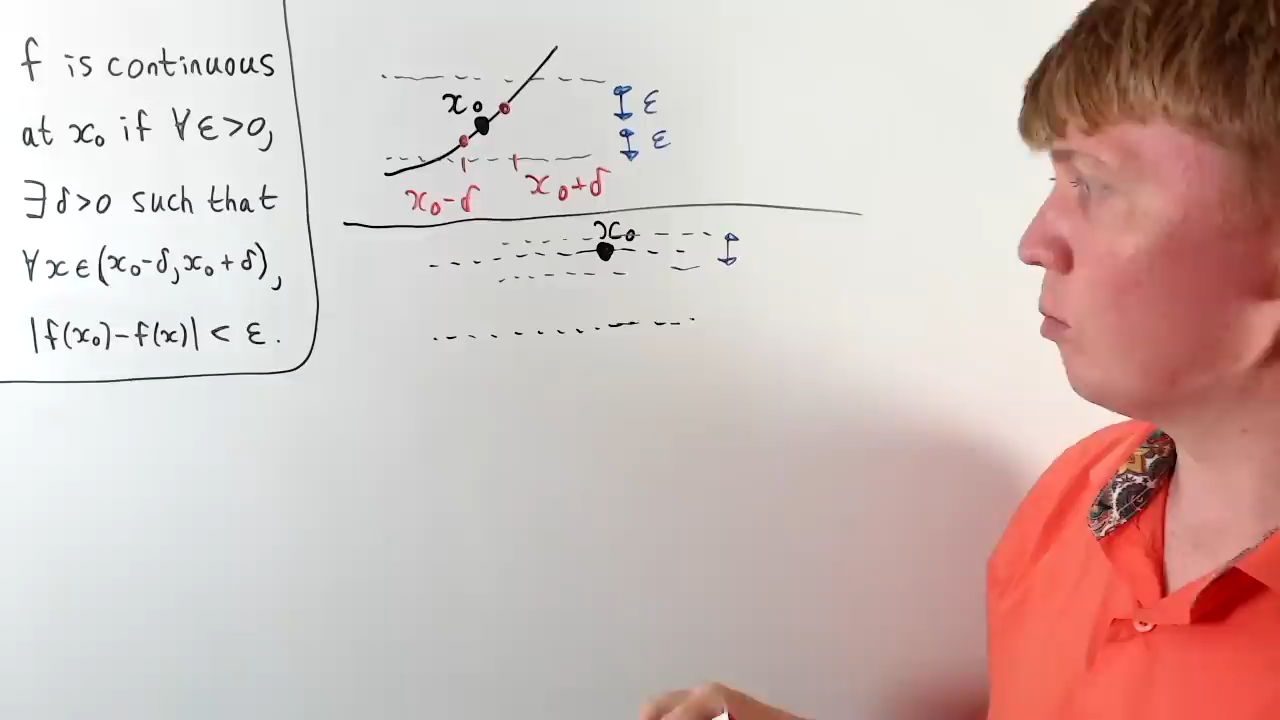 f is continuous
at x₀ if ∀ε>0,
∃δ>0 such that
∀x∈(x₀-δ,x₀+δ),
|f(x₀)-f(x)| < ε.
x₀
ε
ε
x₀-δ
x₀+δ
x₀